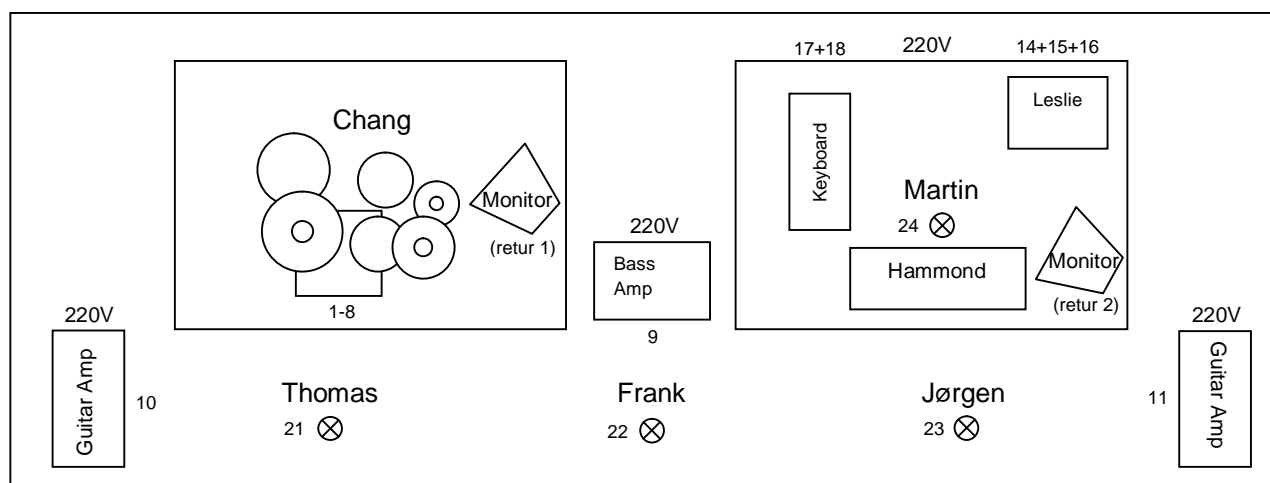 17+18
220V
14+15+16
Chang
Keyboard
Leslie
Monitor
(retur 1)
Martin
24
220V
Hammond
Monitor
(retur 2)
Bass
Amp
1-8
9
220V
Guitar Amp
10
220V
Guitar Amp
11
Thomas
21
Frank
22
Jørgen
23